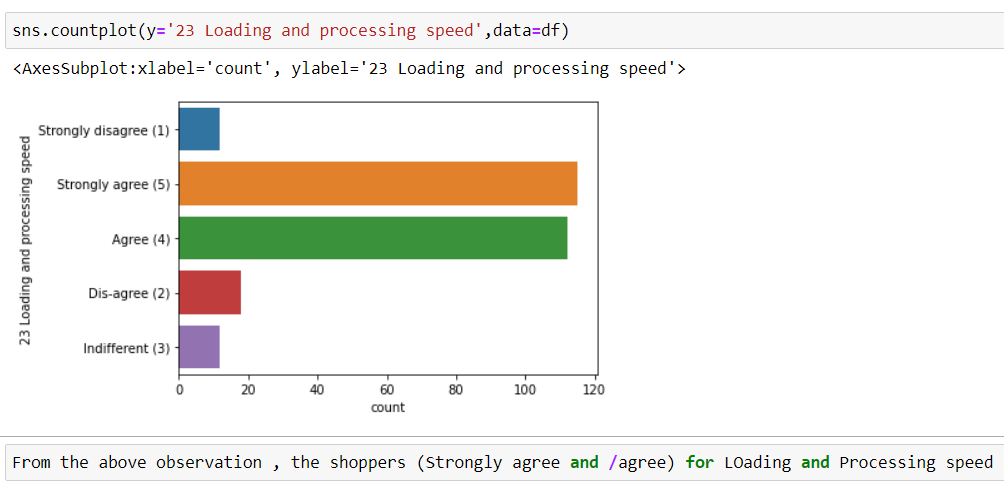 sns.countplot(y='23 Loading and processing speed',data=df)
<AxesSubplot:xlabel='count', ylabel='23 Loading and processing speed'>
23 Loading and processing speed
Strongly disagree (1)
Strongly agree (5)
Agree (4)
Dis-agree (2)
Indifferent (3)
0 20 40 60 80 100 120
count
From the above observation , the shoppers (Strongly agree and /agree) for LOading and Processing speed